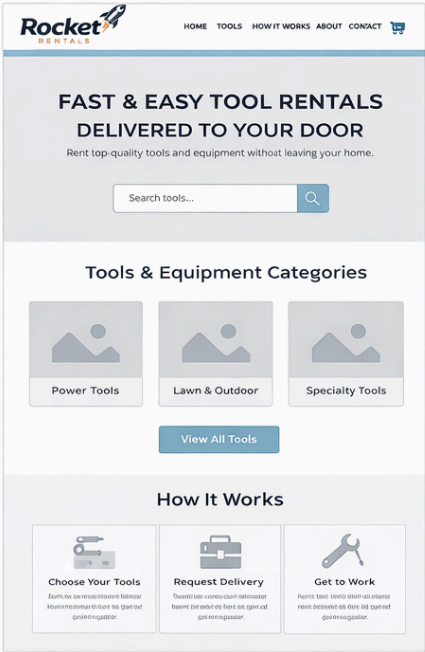 Rocket
RENTALS
HOME TOOLS HOW IT WORKS ABOUT CONTACT
FAST & EASY TOOL RENTALS
DELIVERED TO YOUR DOOR
Rent top-quality tools and equipment without leaving your home.
Search tools...
Tools & Equipment Categories
Power Tools
Lawn & Outdoor
Specialty Tools
View All Tools
How It Works
Choose Your Tools
Request Delivery
Get to Work